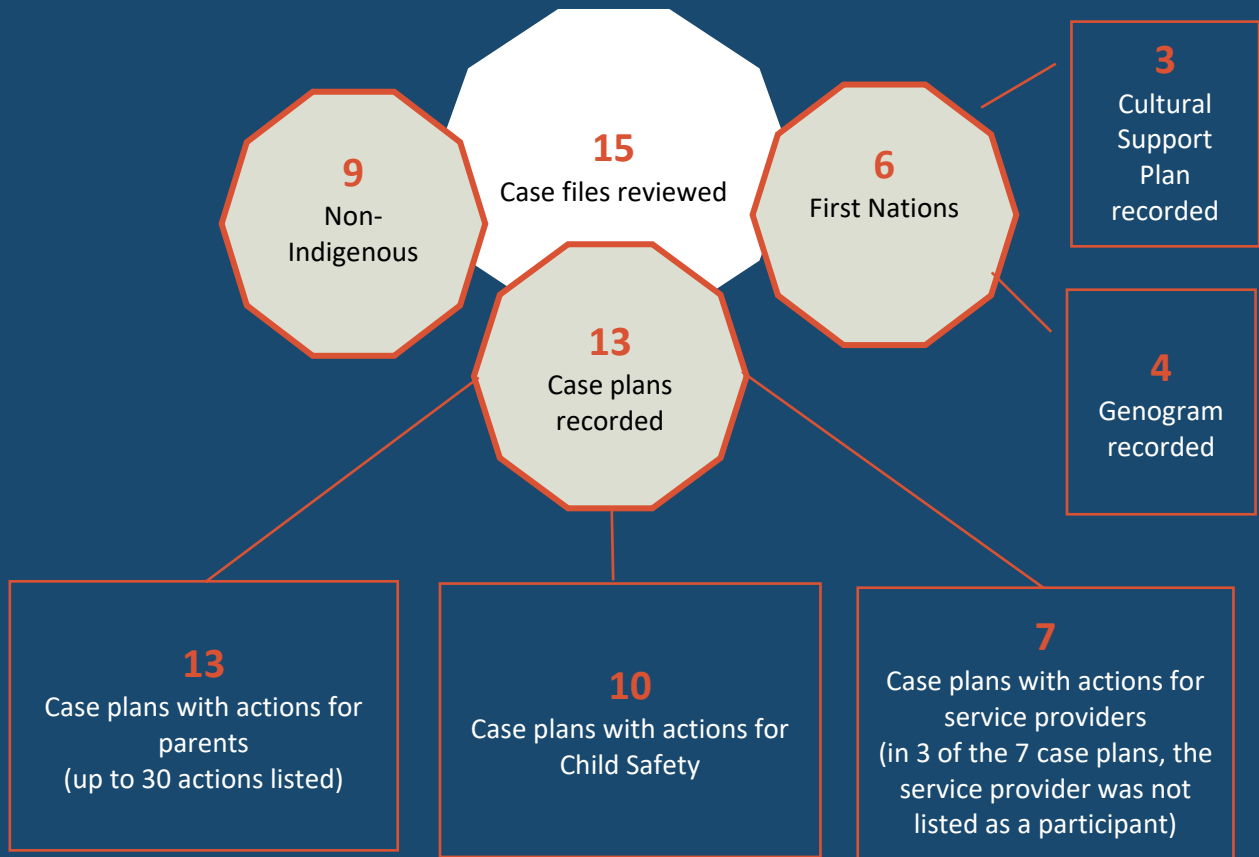 15
Case files reviewed
9
Non-
Indigenous
6
First Nations
3
Cultural
Support
Plan
recorded
4
Genogram
recorded
13
Case plans
recorded
13
Case plans with actions for
parents
(up to 30 actions listed)
10
Case plans with actions for
Child Safety
7
Case plans with actions for
service providers
(in 3 of the 7 case plans, the
service provider was not
listed as a participant)